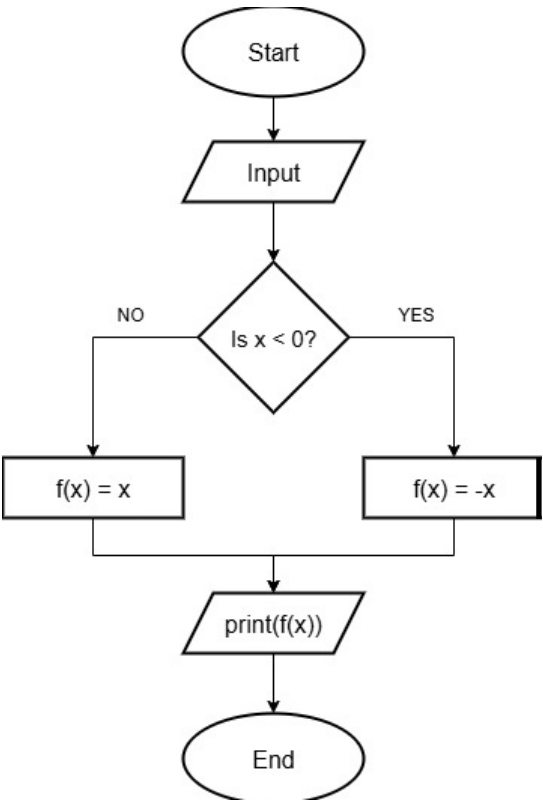 Start
Input
Is x < 0?
NO
YES
f(x) = x
f(x) = -x
print(f(x))
End